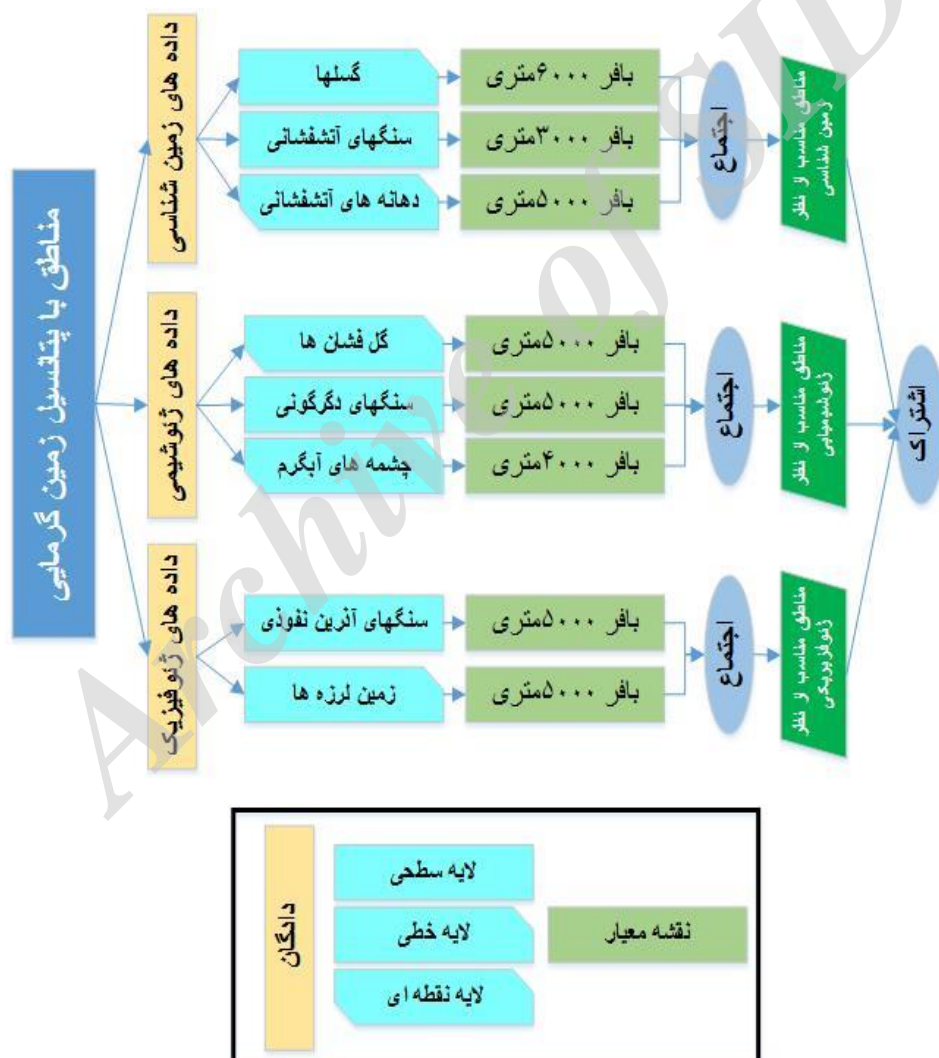 مناطق با پتانسیل زمین گرمایی
داده های زمین شناسی
گسلها
بافر ۶۰۰۰متری
سنگهای آتشفشانی
بافر ۳۰۰۰متری
دهانه های آتشفشانی
بافر ۵۰۰۰متری
اجتماع
مناطق مناسب از نظر
زمین شناسی
داده های ژئوشیمی
گل فشان ها
بافر ۵۰۰۰متری
سنگهای دگرگونی
بافر ۵۰۰۰متری
چشمه های آبگرم
بافر ۴۰۰۰متری
اجتماع
مناطق مناسب از نظر
ژئوشیمیایی
داده های ژئوفیزیک
سنگهای آذرین نفوذی
بافر ۵۰۰۰متری
زمین لرزه ها
بافر ۵۰۰۰متری
اجتماع
مناطق مناسب از نظر
ژئوفیزیکی
اشتراک
دادگان
لایه سطحی
لایه خطی
لایه نقطه ای
نقشه معیار
Archive of SID